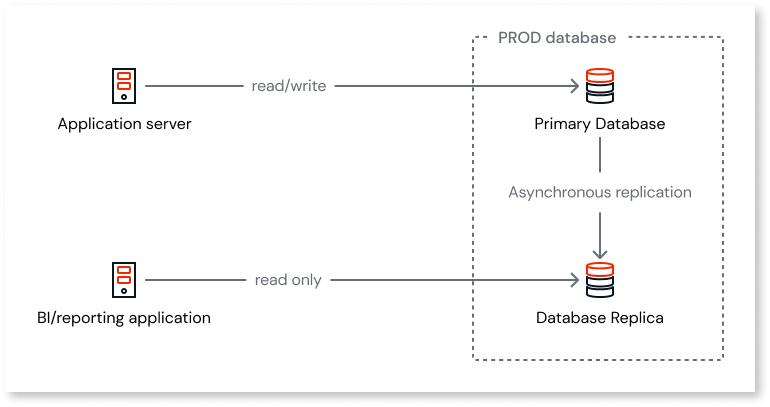 PROD database
read/write
Application server
Primary Database
Asynchronous replication
read only
BI/reporting application
Database Replica